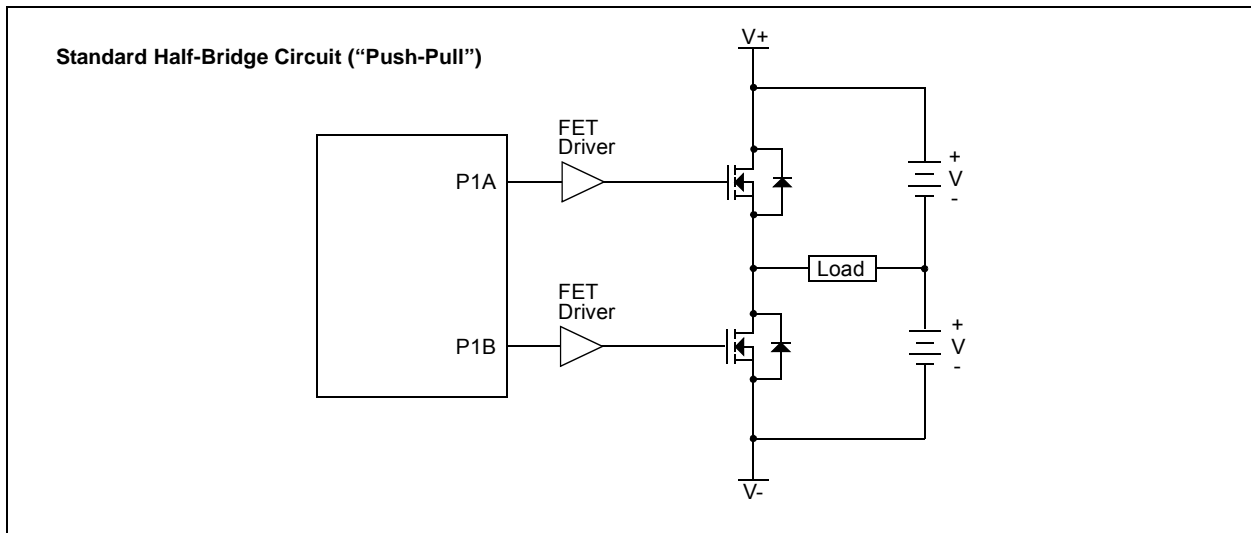 Standard Half-Bridge Circuit (“Push-Pull”)
V+
FET
Driver
P1A
+
V
-
Load
FET
Driver
P1B
+
V
-
V-